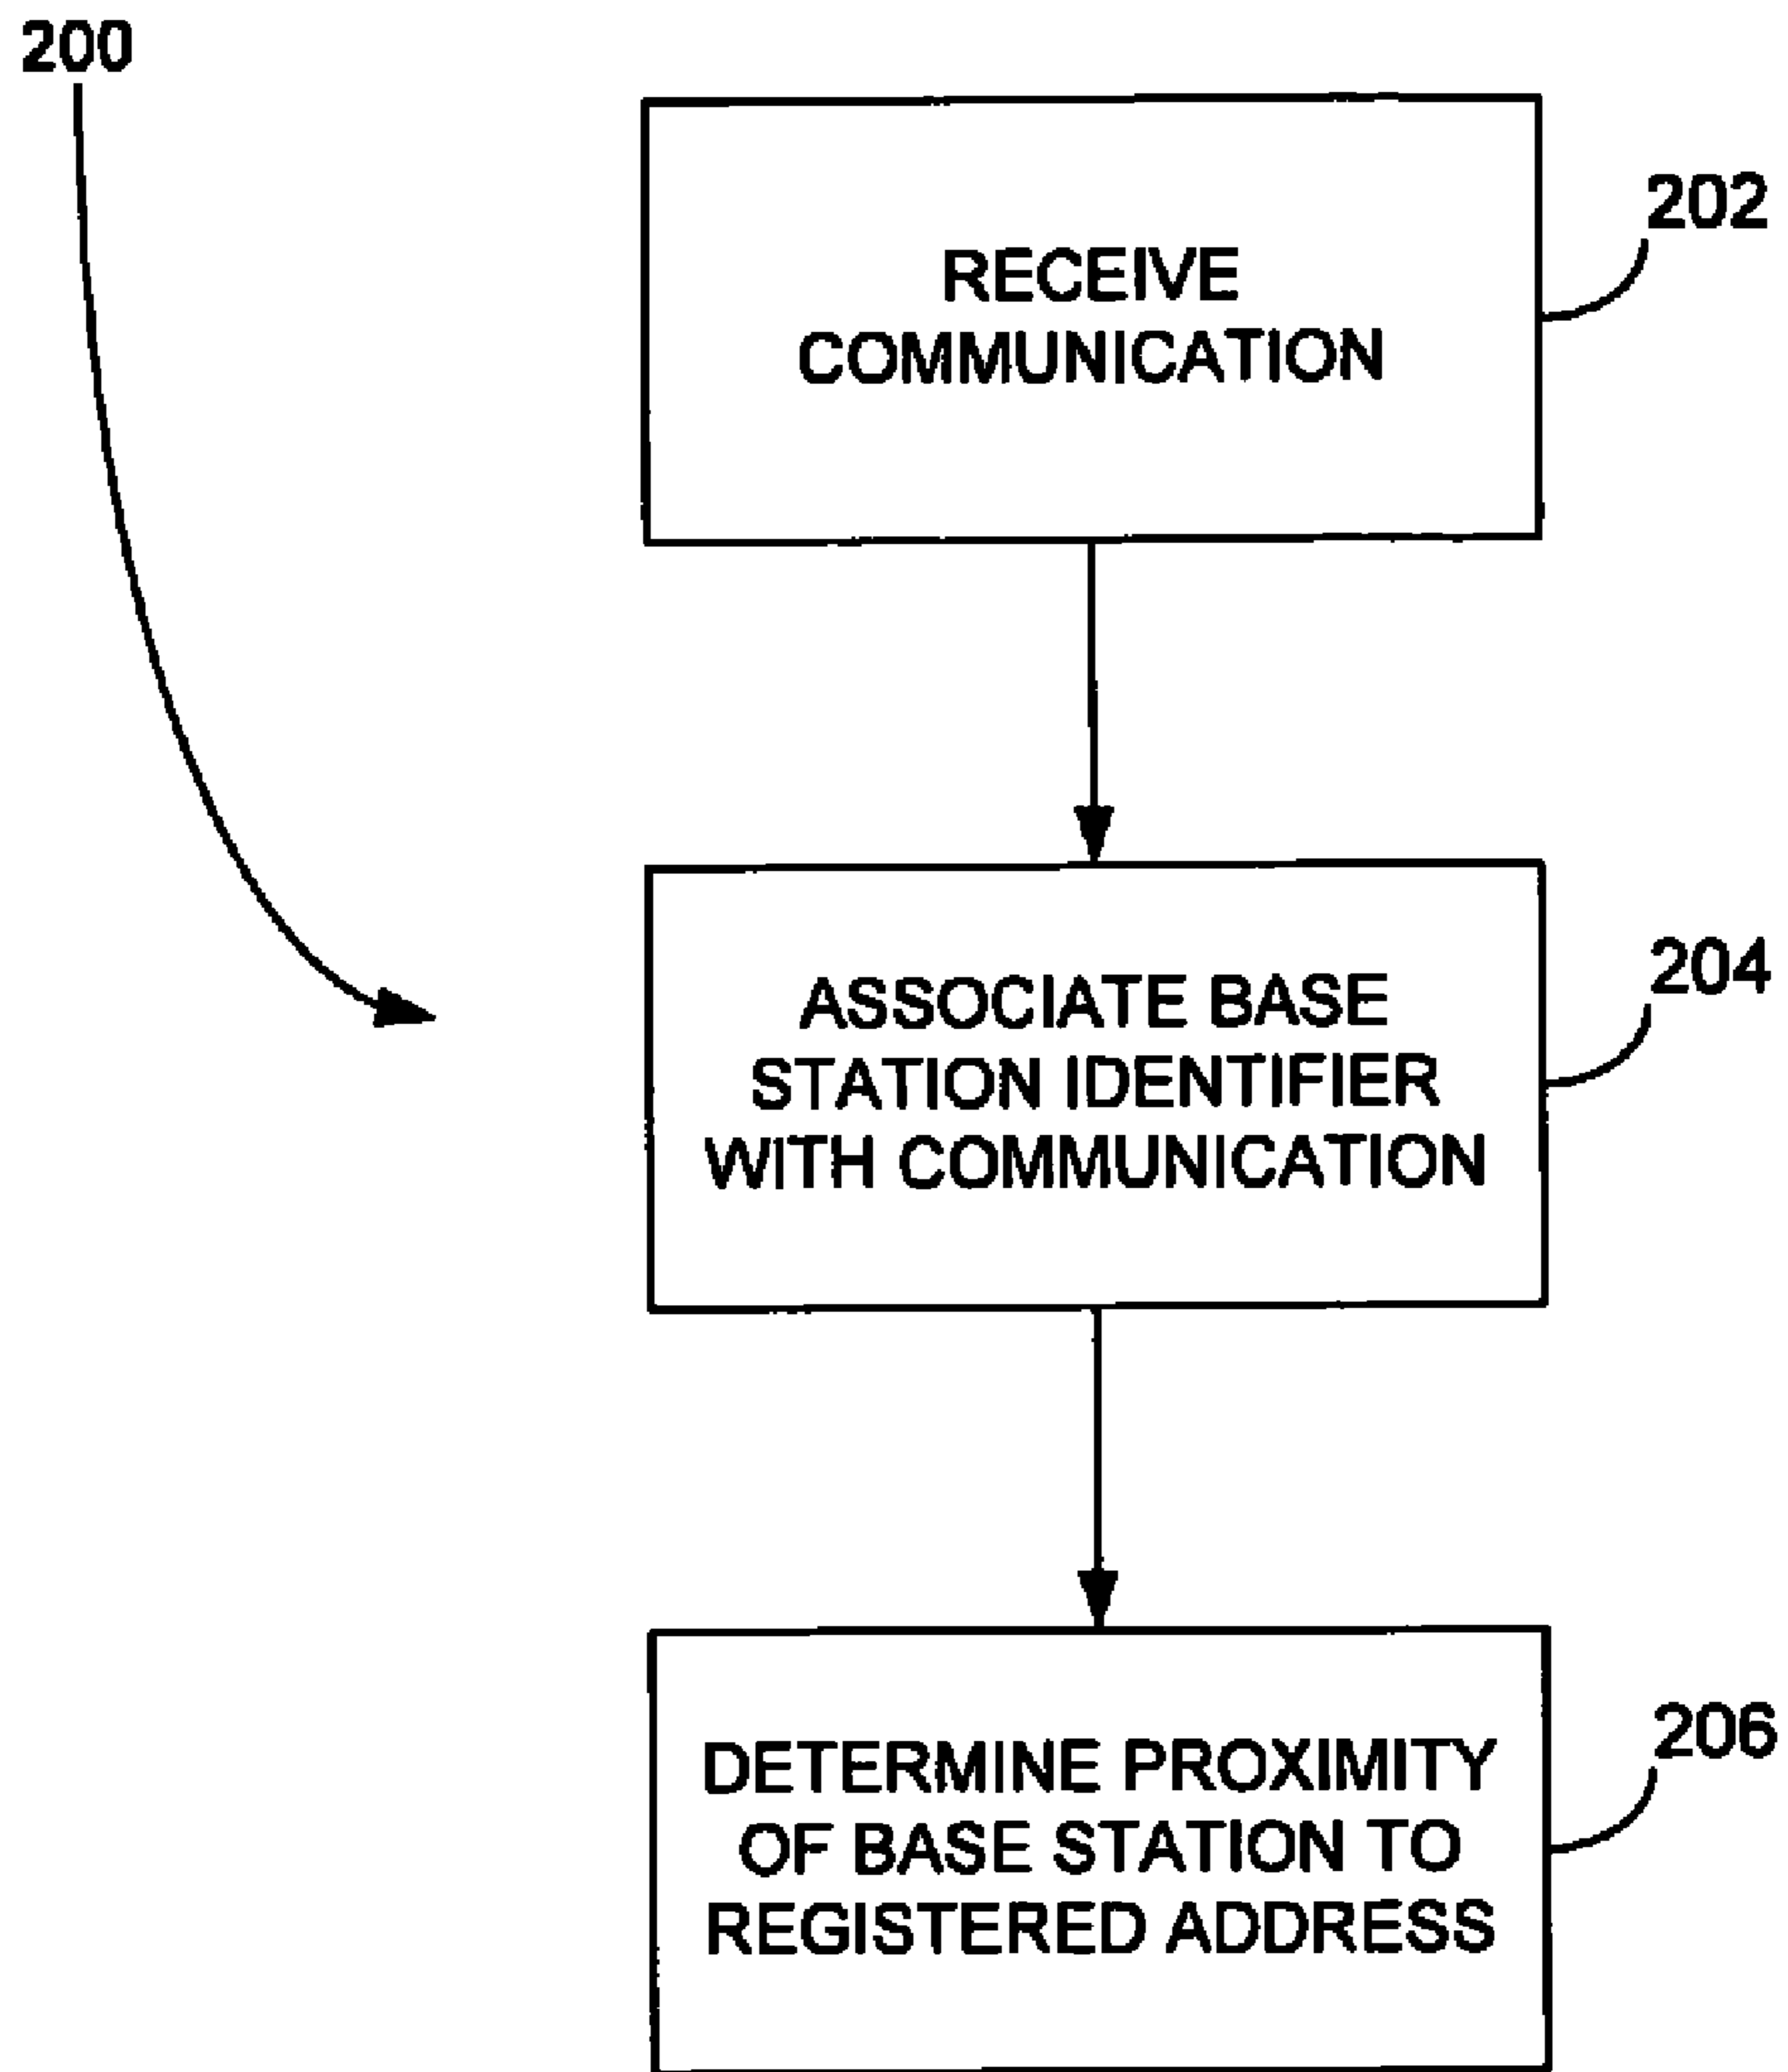 200
202
RECEIVE
COMMUNICATION
204
ASSOCIATE BASE
STATION IDENTIFIER
WITH COMMUNICATION
206
DETERMINE PROXIMITY
OF BASE STATION TO
REGISTERED ADDRESS